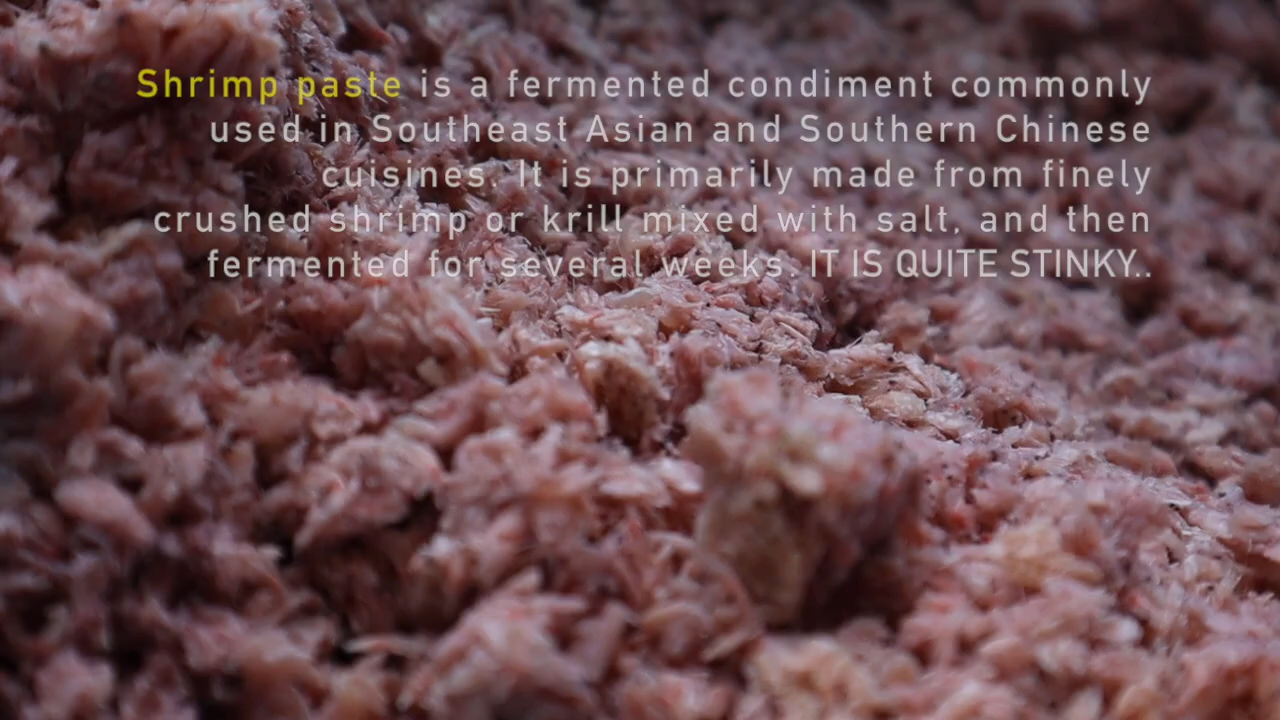 Shrimp paste is a fermented condiment commonly
used in Southeast Asian and Southern Chinese
cuisines. It is primarily made from finely
crushed shrimp or krill mixed with salt, and then
fermented for several weeks. IT IS QUITE STINKY..